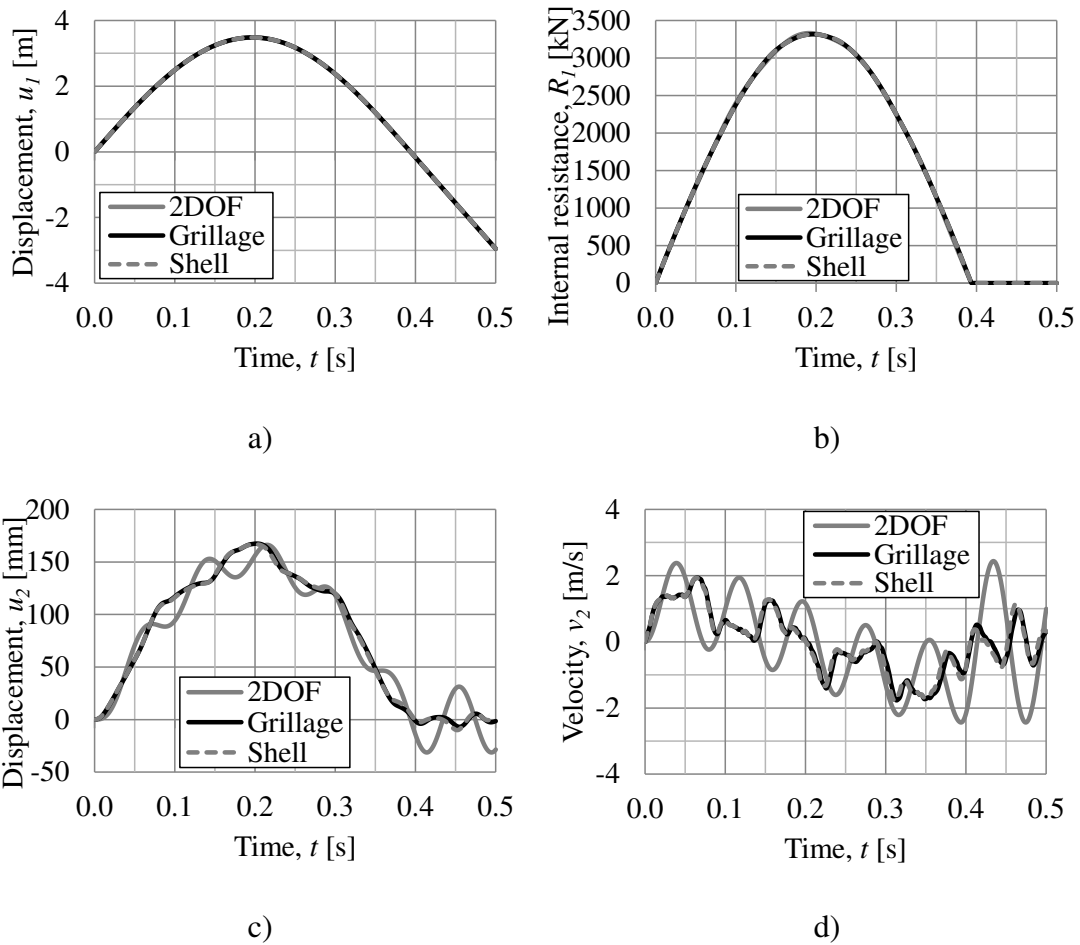 4
2
0
-2
-4
Displacement, u1 [m]
2DOF
Grillage
Shell
0.0 0.1 0.2 0.3 0.4 0.5
Time, t [s]
a)
3500
3000
2500
2000
1500
1000
500
0
Internal resistance, R1 [kN]
2DOF
Grillage
Shell
0.0 0.1 0.2 0.3 0.4 0.5
Time, t [s]
b)
200
150
100
50
0
-50
Displacement, u2 [mm]
2DOF
Grillage
Shell
0.0 0.1 0.2 0.3 0.4 0.5
Time, t [s]
c)
4
2
0
-2
-4
Velocity, v2 [m/s]
2DOF
Grillage
Shell
0.0 0.1 0.2 0.3 0.4 0.5
Time, t [s]
d)